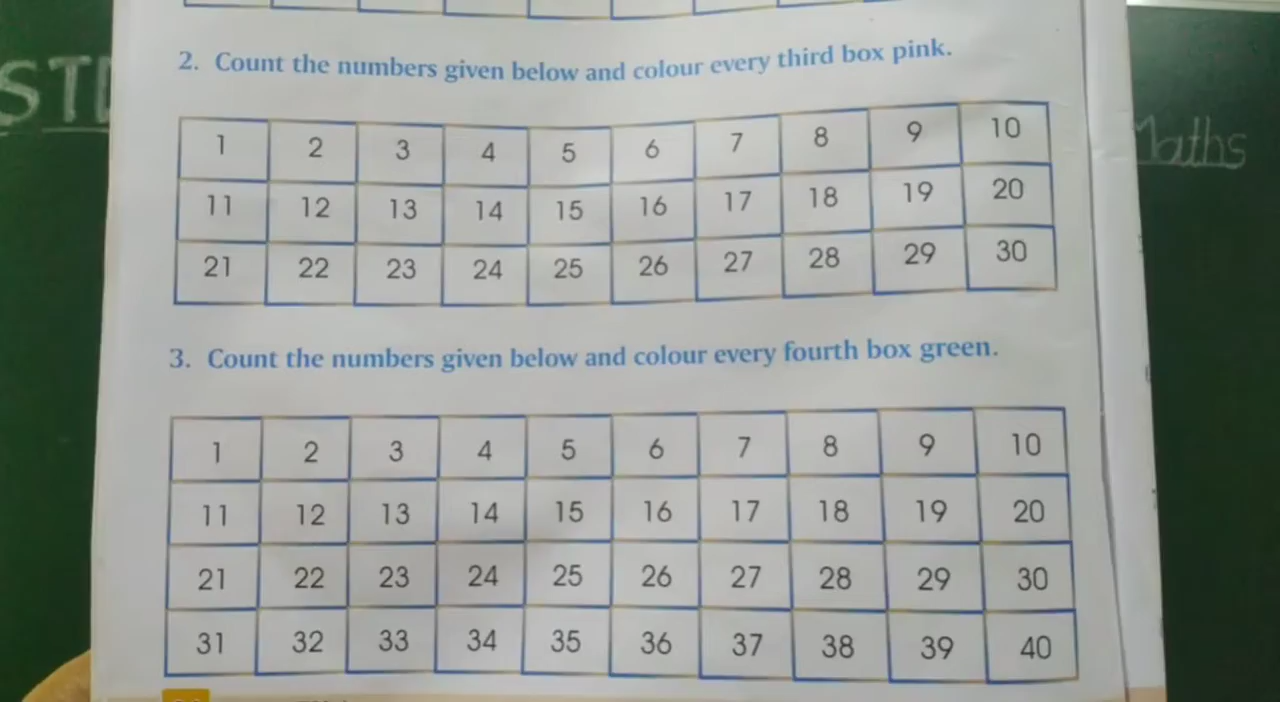 STE
Maths
2. Count the numbers given below and colour every third box pink.
1 2 3 4 5 6 7 8 9 10
11 12 13 14 15 16 17 18 19 20
21 22 23 24 25 26 27 28 29 30
3. Count the numbers given below and colour every fourth box green.
1 2 3 4 5 6 7 8 9 10
11 12 13 14 15 16 17 18 19 20
21 22 23 24 25 26 27 28 29 30
31 32 33 34 35 36 37 38 39 40